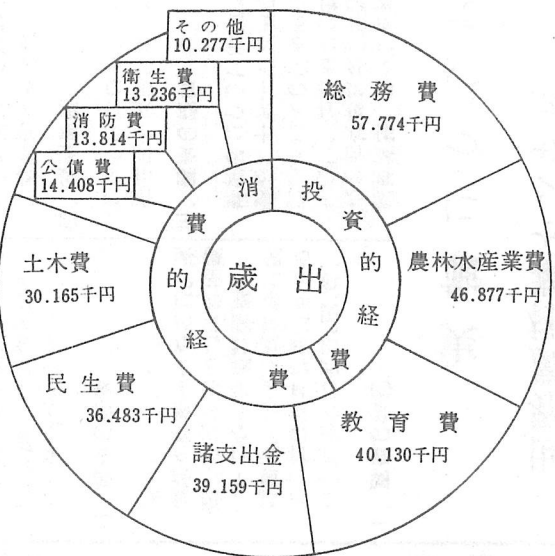 その他
10.277千円
衛生費
13.236千円
消防費
13.814千円
公債費
14.408千円
総務費
57.774千円
農林水産業費
46.877千円
教育費
40.130千円
諸支出金
39.159千円
民生費
36.483千円
土木費
30.165千円
投資的経費
消費的経費
歳出